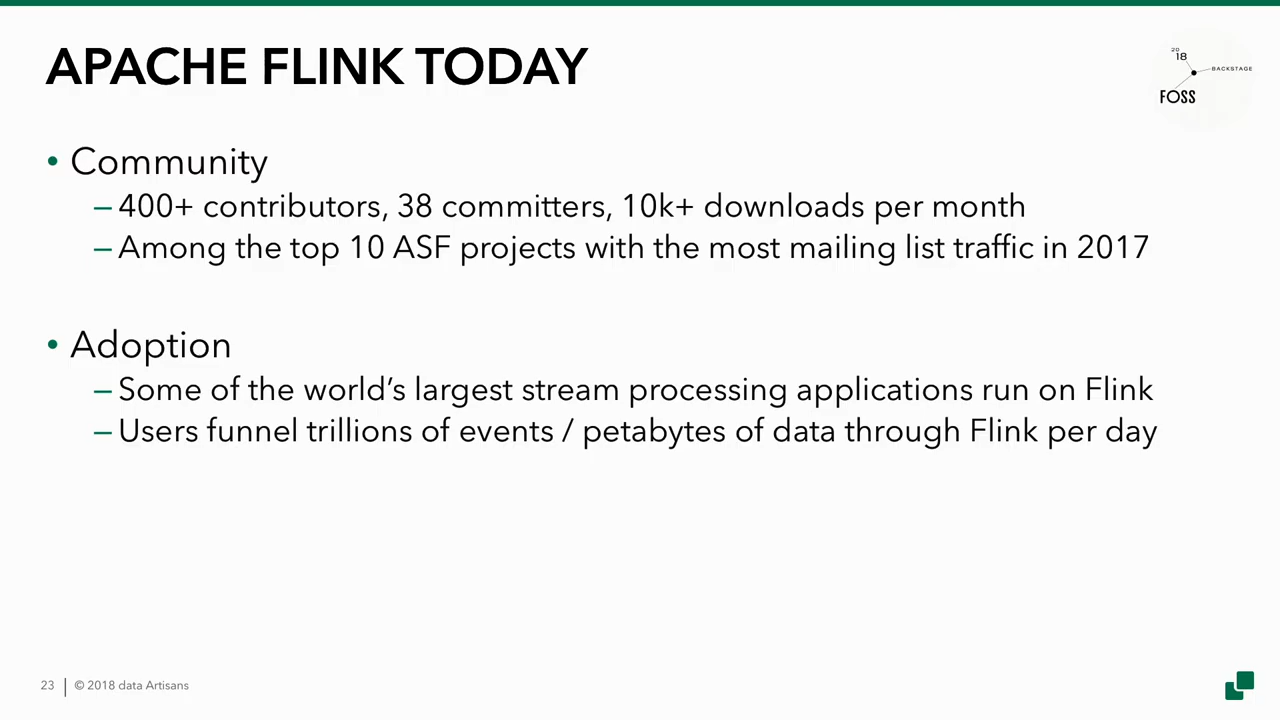 APACHE FLINK TODAY
20
18
BACKSTAGE
FOSS
• Community
– 400+ contributors, 38 committers, 10k+ downloads per month
– Among the top 10 ASF projects with the most mailing list traffic in 2017
• Adoption
– Some of the world’s largest stream processing applications run on Flink
– Users funnel trillions of events / petabytes of data through Flink per day
23 | © 2018 data Artisans